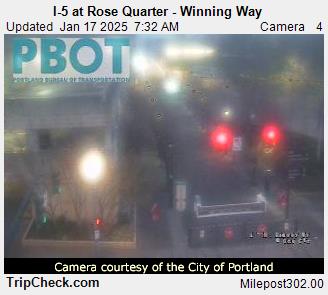 I-5 at Rose Quarter - Winning Way
Updated Jan 17 2025 7:32 AM Camera 4
PBOT
PORTLAND BUREAU OF TRANSPORTATION
Camera courtesy of the City of Portland
TripCheck.com Milepost302.00